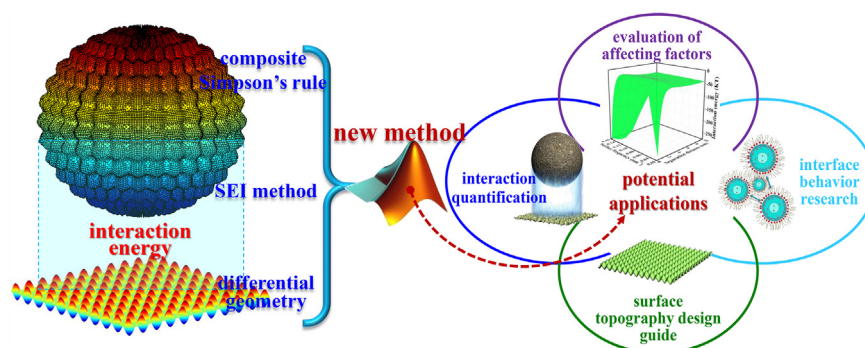 composite
Simpson's rule
SEI method
interaction
energy
differential
geometry
new method
evaluation of
affecting factors
interaction
quantification
potential
applications
interface
behavior
research
surface
topography design
guide